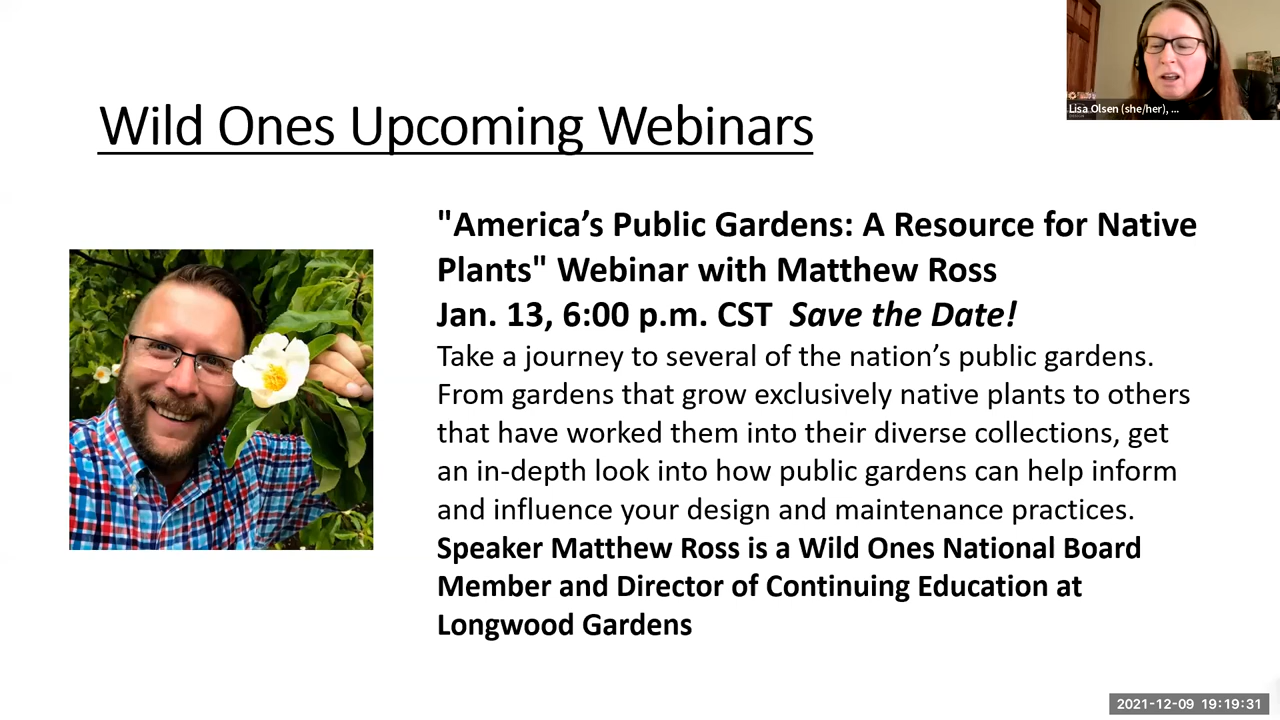 Lisa Olsen (she/her), ...
Wild Ones Upcoming Webinars
"America’s Public Gardens: A Resource for Native
Plants" Webinar with Matthew Ross
Jan. 13, 6:00 p.m. CST Save the Date!
Take a journey to several of the nation’s public gardens.
From gardens that grow exclusively native plants to others
that have worked them into their diverse collections, get
an in-depth look into how public gardens can help inform
and influence your design and maintenance practices.
Speaker Matthew Ross is a Wild Ones National Board
Member and Director of Continuing Education at
Longwood Gardens
2021-12-09 19:19:31